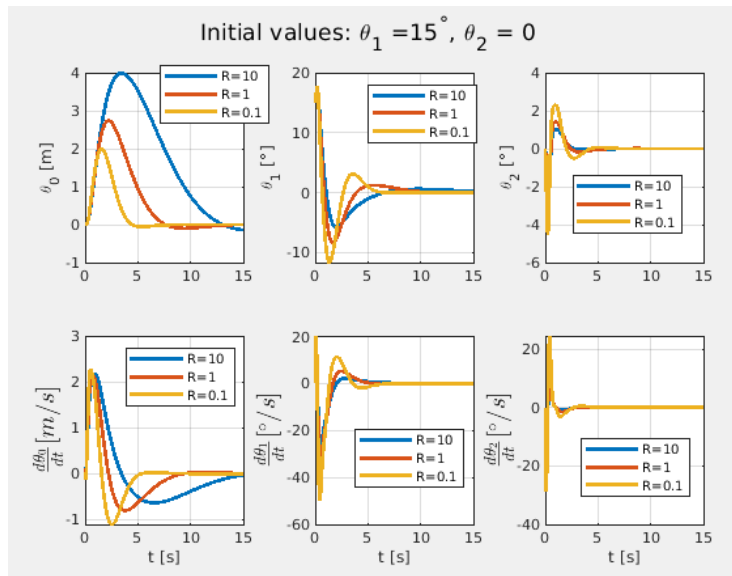 Initial values: θ₁ =15°, θ₂ = 0
θ₀ [m]
4
3
2
1
0
-1
0 5 10 15
R=10
R=1
R=0.1
θ₁ [°]
20
10
0
-10
0 5 10 15
R=10
R=1
R=0.1
θ₂ [°]
4
2
0
-2
-4
-6
0 5 10 15
R=10
R=1
R=0.1
dθ₀/dt [m/s]
3
2
1
0
-1
0 5 10 15
t [s]
R=10
R=1
R=0.1
dθ₁/dt [○/s]
20
0
-20
-40
-60
0 5 10 15
t [s]
R=10
R=1
R=0.1
dθ₂/dt [○/s]
20
0
-20
-40
0 5 10 15
t [s]
R=10
R=1
R=0.1